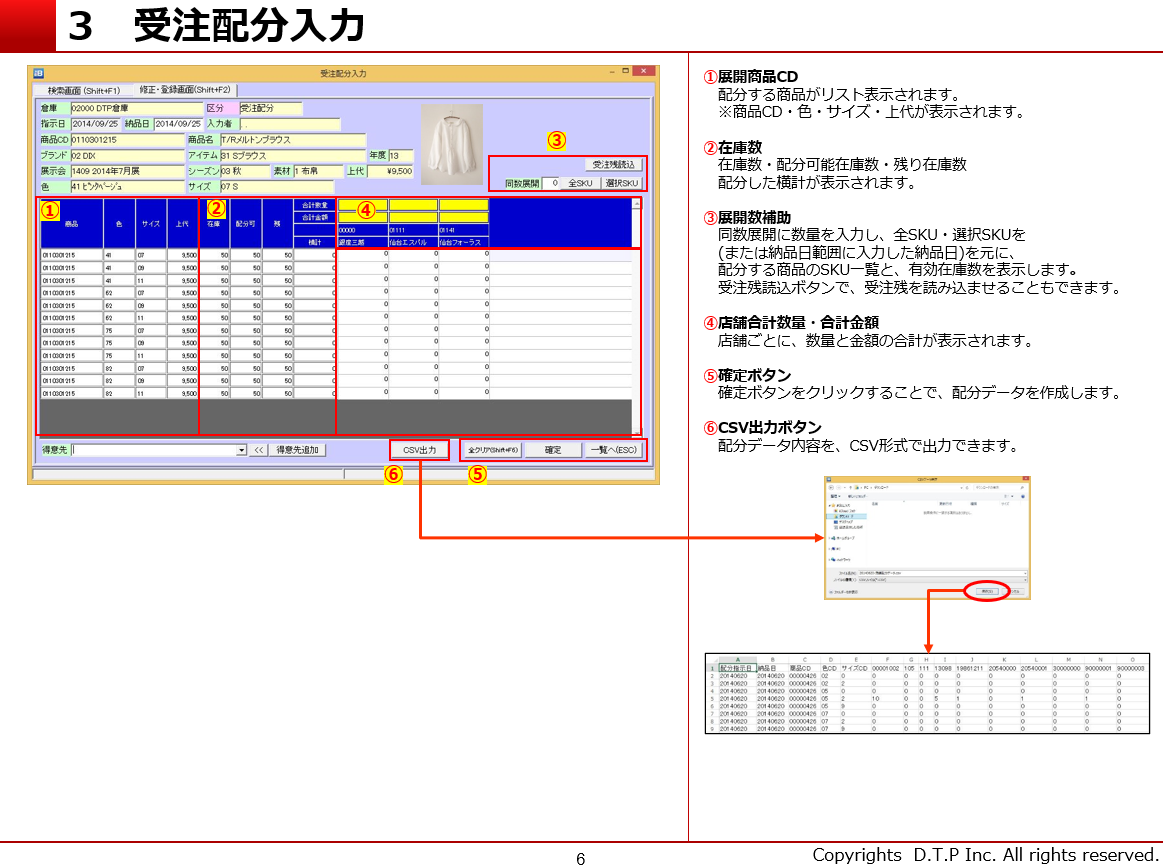 3　受注配分入力
受注配分入力
検索画面 (Shift+F1)　修正・登録画面(Shift+F2)
倉庫 02000 DTP倉庫 区分 受注配分
指示日 2014/09/25 納品日 2014/09/25 入力者
商品CD 0110301215 商品名 T/Rメルトンブラウス
ブランド 02 DIX アイテム 31 Sブラウス 年度 13
展示会 1409 2014年7月展 シーズン 03 秋 素材 1 布帛 上代 ¥9,500
色 41 ﾋﾟﾝｸﾍﾞｰｼﾞｭ サイズ 07 S
③
受注残読込
同数展開 0 全SKU 選択SKU
① ② ④
商品 色 サイズ 上代 在庫 配分可 残 合計数量
合計金額
00000 01111 01141
横計 銀座三郎 仙台エスパル 仙台フォーラス
0110301215 41 07 9,500 50 50 50 0 0 0 0
0110301215 41 09 9,500 50 50 50 0 0 0 0
0110301215 41 11 9,500 50 50 50 0 0 0 0
0110301215 62 07 9,500 50 50 50 0 0 0 0
0110301215 62 09 9,500 50 50 50 0 0 0 0
0110301215 62 11 9,500 50 50 50 0 0 0 0
0110301215 75 07 9,500 50 50 50 0 0 0 0
0110301215 75 09 9,500 50 50 50 0 0 0 0
0110301215 75 11 9,500 50 50 50 0 0 0 0
0110301215 82 07 9,500 50 50 50 0 0 0 0
0110301215 82 09 9,500 50 50 50 0 0 0 0
0110301215 82 11 9,500 50 50 50 0 0 0 0
得意先 << 得意先追加 CSV出力 全クリア(Shift+F6) 確定 一覧へ(ESC)
⑥ ⑤
①展開商品CD
配分する商品がリスト表示されます。
※商品CD・色・サイズ・上代が表示されます。
②在庫数
在庫数・配分可能在庫数・残り在庫数
配分した横計が表示されます。
③展開数補助
同数展開に数量を入力し、全SKU・選択SKUを
(または納品日範囲に入力した納品日)を元に、
配分する商品のSKU一覧と、有効在庫数を表示します。
受注残読込ボタンで、受注残を読み込ませることもできます。
④店舗合計数量・合計金額
店舗ごとに、数量と金額の合計が表示されます。
⑤確定ボタン
確定ボタンをクリックすることで、配分データを作成します。
⑥CSV出力ボタン
配分データ内容を、CSV形式で出力できます。
A B C D E F G H I J K L M N O
1 配分指示日 納品日 商品CD 色CD サイズCD 00001002 105 111 13098 19861211 20540000 20540001 30000000 90000001 90000003
2 20140620 20140620 00000426 02 0 0 0 0 0 0 0 0 0 0 0
3 20140620 20140620 00000426 02 2 0 0 0 0 0 0 0 0 0 0
4 20140620 20140620 00000426 05 0 0 0 0 0 0 0 0 0 0 0
5 20140620 20140620 00000426 05 2 10 0 0 5 1 0 1 0 1 0
6 20140620 20140620 00000426 05 9 0 0 0 0 0 0 0 0 0 0
7 20140620 20140620 00000426 07 0 0 0 0 0 0 0 0 0 0 0
8 20140620 20140620 00000426 07 2 0 0 0 0 0 0 0 0 0 0
9 20140620 20140620 00000426 07 9 0 0 0 0 0 0 0 0 0 0
6
Copyrights D.T.P Inc. All rights reserved.